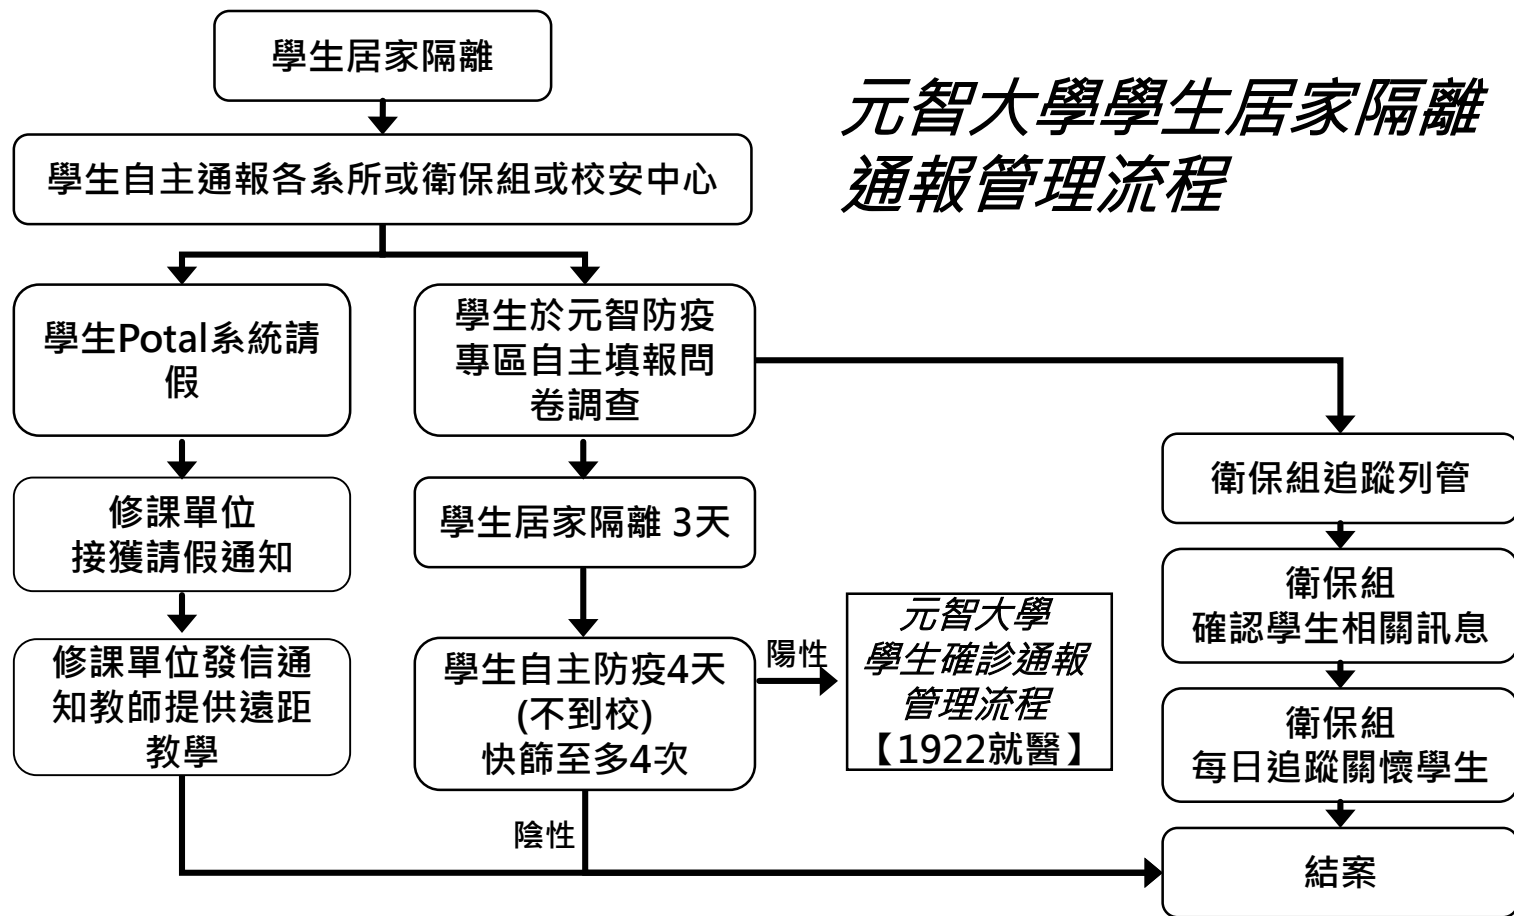 學生居家隔離
元智大學學生居家隔離
通報管理流程
學生自主通報各系所或衛保組或校安中心
學生Potal系統請
假
學生於元智防疫
專區自主填報問
卷調查
修課單位
接獲請假通知
學生居家隔離 3天
衛保組追蹤列管
衛保組
確認學生相關訊息
修課單位發信通
知教師提供遠距
教學
學生自主防疫4天
(不到校)
快篩至多4次
陽性
元智大學
學生確診通報
管理流程
【1922就醫】
衛保組
每日追蹤關懷學生
陰性
結案